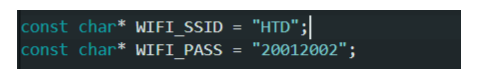 const char* WIFI_SSID = "HTD";
const char* WIFI_PASS = "20012002";